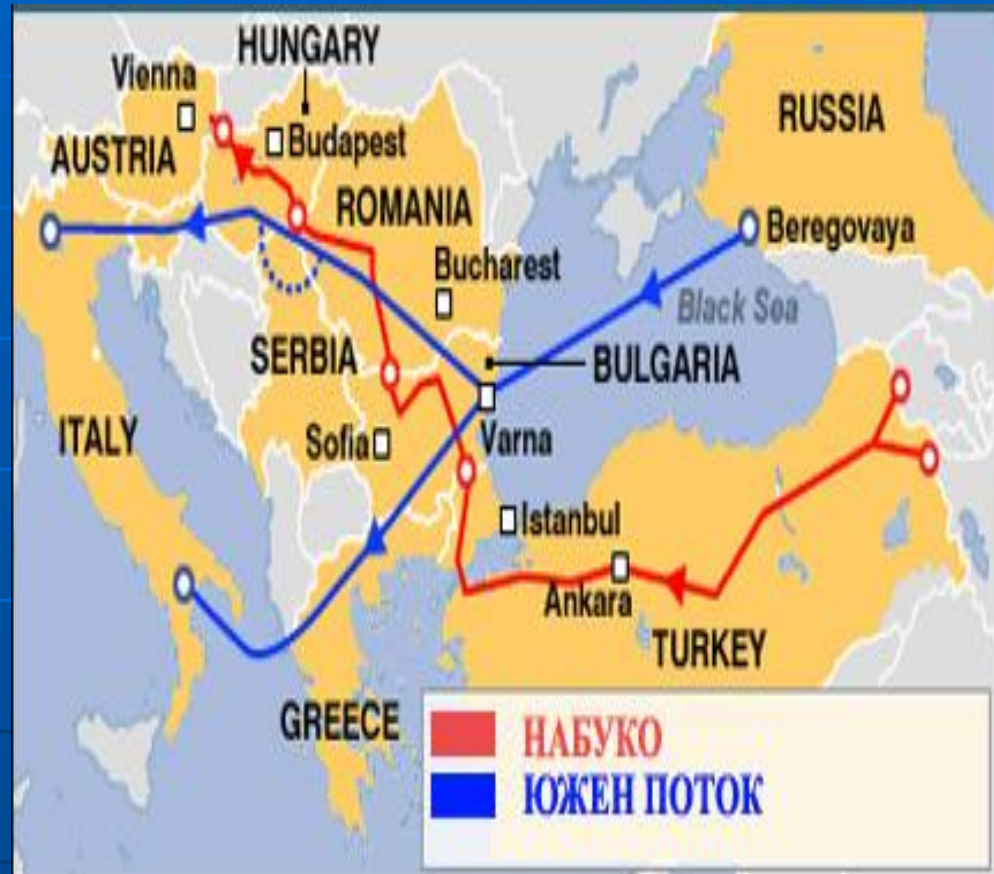 HUNGARY
Vienna
RUSSIA
AUSTRIA
Budapest
ROMANIA
Beregovaya
Bucharest
Black Sea
SERBIA
BULGARIA
ITALY
Sofia
Varna
Istanbul
Ankara
TURKEY
GREECE
НАБУКО
ЮЖЕН ПОТОК